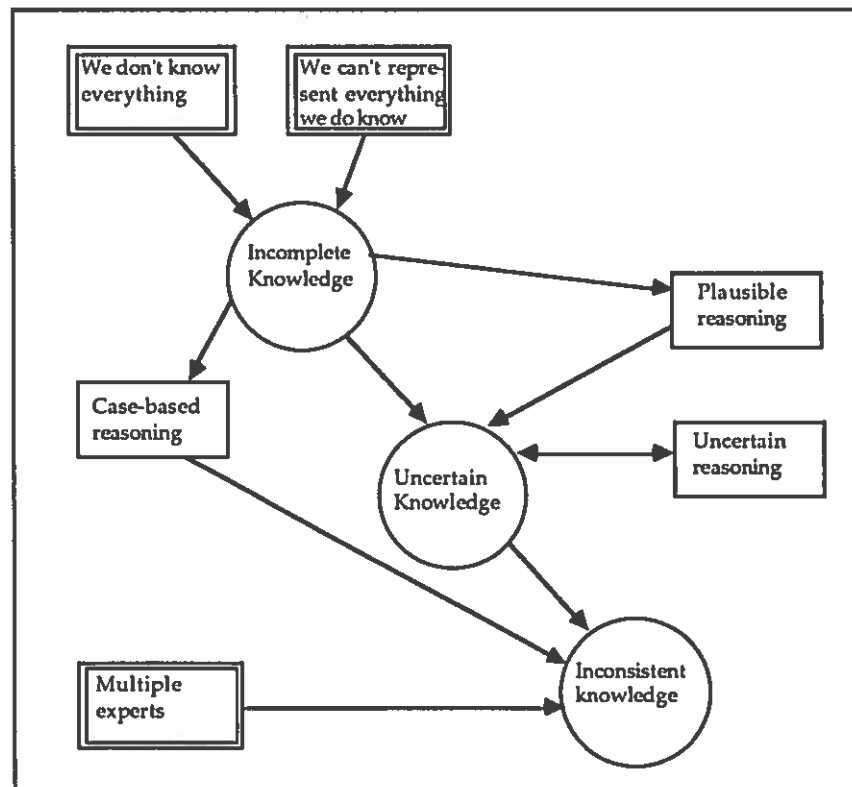 We don't know
everything
We can't repre-
sent everything
we do know
Incomplete
Knowledge
Plausible
reasoning
Case-based
reasoning
Uncertain
Knowledge
Uncertain
reasoning
Inconsistent
knowledge
Multiple
experts